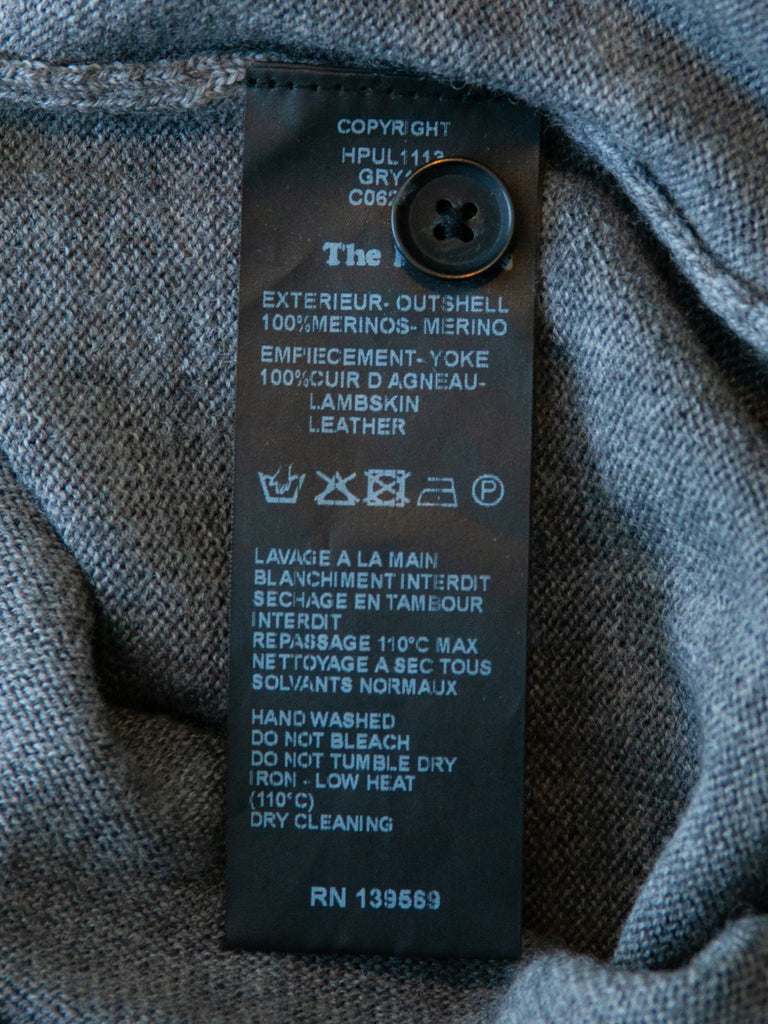 COPYRIGHT
HPUL1113
The
EXTERIEUR- OUTSHELL
100%MERINOS- MERINO
EMPIECEMENT- YOKE
100%CUIR D AGNEAU-
LAMBSKIN
LEATHER
P
LAVAGE A LA MAIN
BLANCHIMENT INTERDIT
SECHAGE EN TAMBOUR
INTERDIT
REPASSAGE 110°C MAX
NETTOYAGE A SEC TOUS
SOLVANTS NORMAUX
HAND WASHED
DO NOT BLEACH
DO NOT TUMBLE DRY
IRON - LOW HEAT
(110°C)
DRY CLEANING
RN 139569